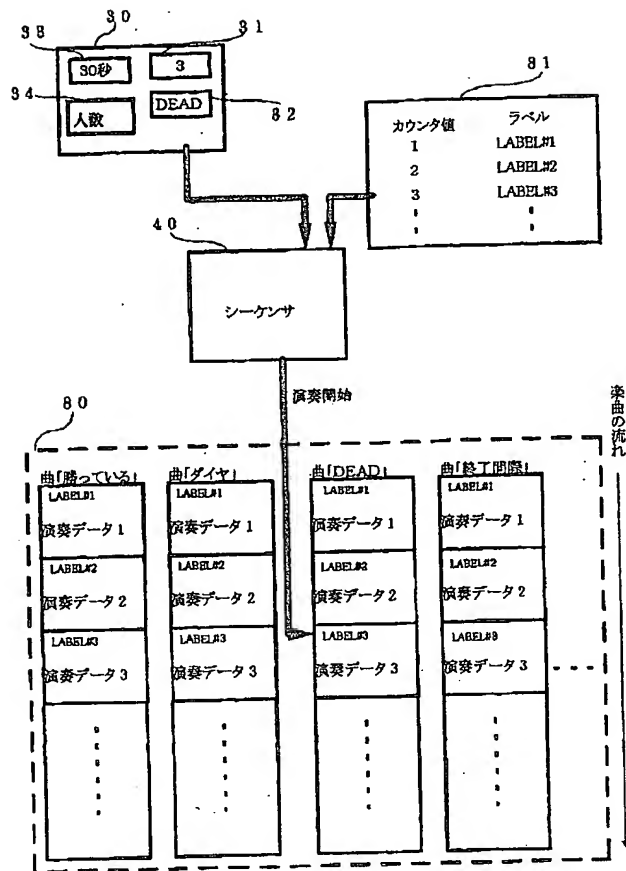 33
30
31
30秒
3
34
人数
DEAD
32
81
カウンタ値 ラベル
1 LABEL#1
2 LABEL#2
3 LABEL#3
40
シーケンサ
演奏開始
80
楽曲の流れ
曲「勝っている」 曲「ダイヤ」 曲「DEAD」 曲「終了間際」
LABEL#1 LABEL#1 LABEL#1 LABEL#1
演奏データ1 演奏データ1 演奏データ1 演奏データ1
LABEL#2 LABEL#2 LABEL#2 LABEL#2
演奏データ2 演奏データ2 演奏データ2 演奏データ2
LABEL#3 LABEL#3 LABEL#3 LABEL#3
演奏データ3 演奏データ3 演奏データ3 演奏データ3